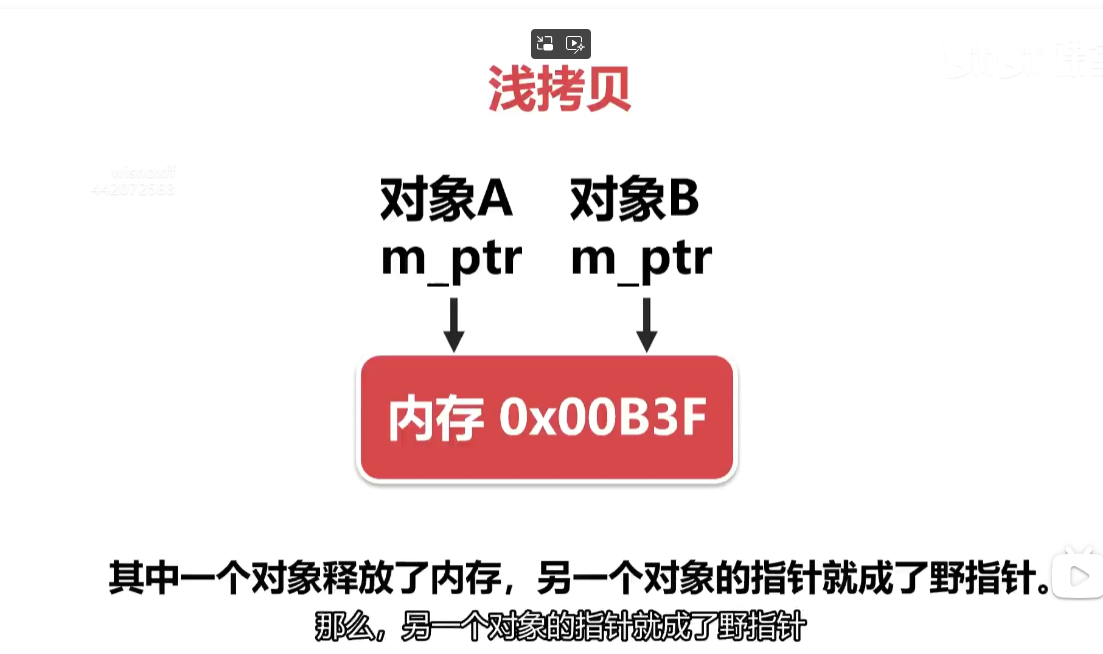 浅拷贝
wisnowff
442072583
对象A 对象B
m_ptr m_ptr
内存 0x00B3F
其中一个对象释放了内存，另一个对象的指针就成了野指针。
那么，另一个对象的指针就成了野指针